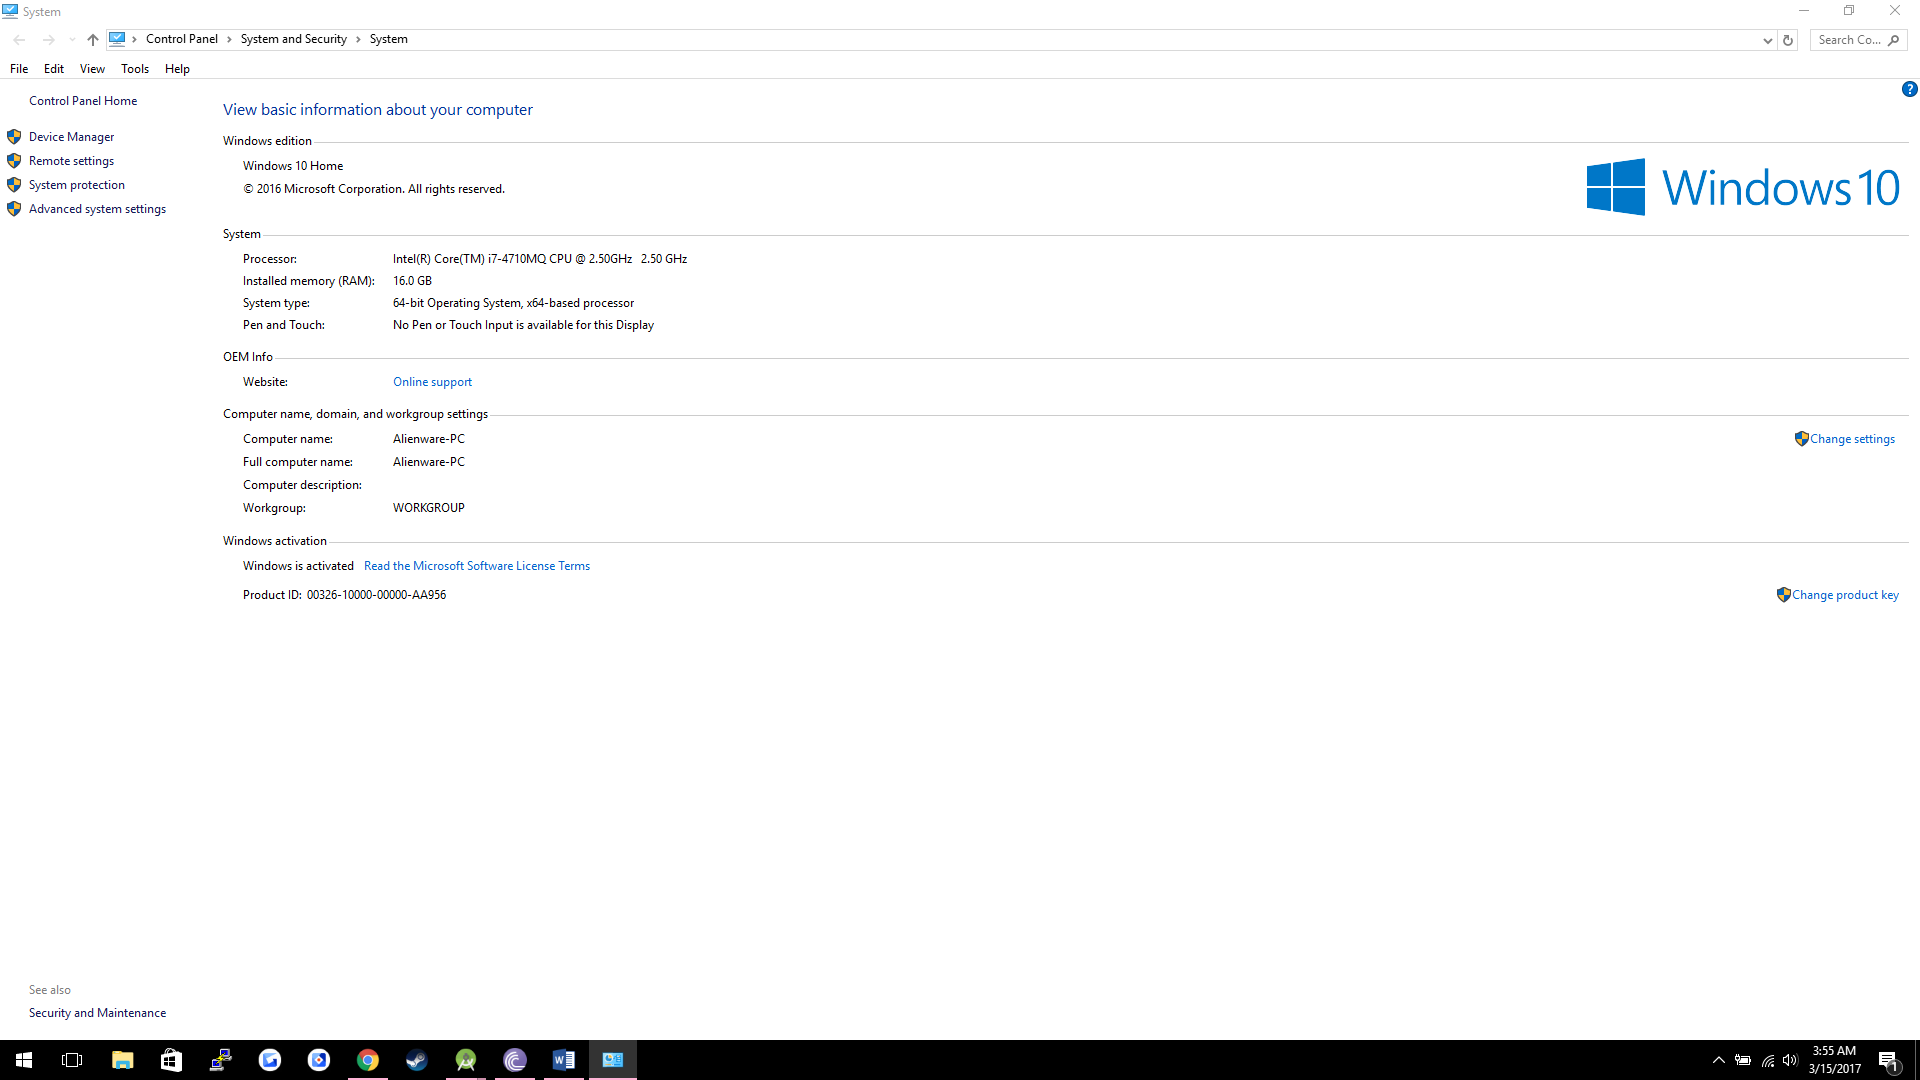 System
Control Panel > System and Security > System
Search Co...
File Edit View Tools Help
Control Panel Home
Device Manager
Remote settings
System protection
Advanced system settings
View basic information about your computer
Windows edition
Windows 10 Home
© 2016 Microsoft Corporation. All rights reserved.
Windows 10
System
Processor: Intel(R) Core(TM) i7-4710MQ CPU @ 2.50GHz 2.50 GHz
Installed memory (RAM): 16.0 GB
System type: 64-bit Operating System, x64-based processor
Pen and Touch: No Pen or Touch Input is available for this Display
OEM Info
Website: Online support
Computer name, domain, and workgroup settings
Computer name: Alienware-PC
Change settings
Full computer name: Alienware-PC
Computer description:
Workgroup: WORKGROUP
Windows activation
Windows is activated Read the Microsoft Software License Terms
Product ID: 00326-10000-00000-AA956
Change product key
See also
Security and Maintenance
3:55 AM
3/15/2017
1